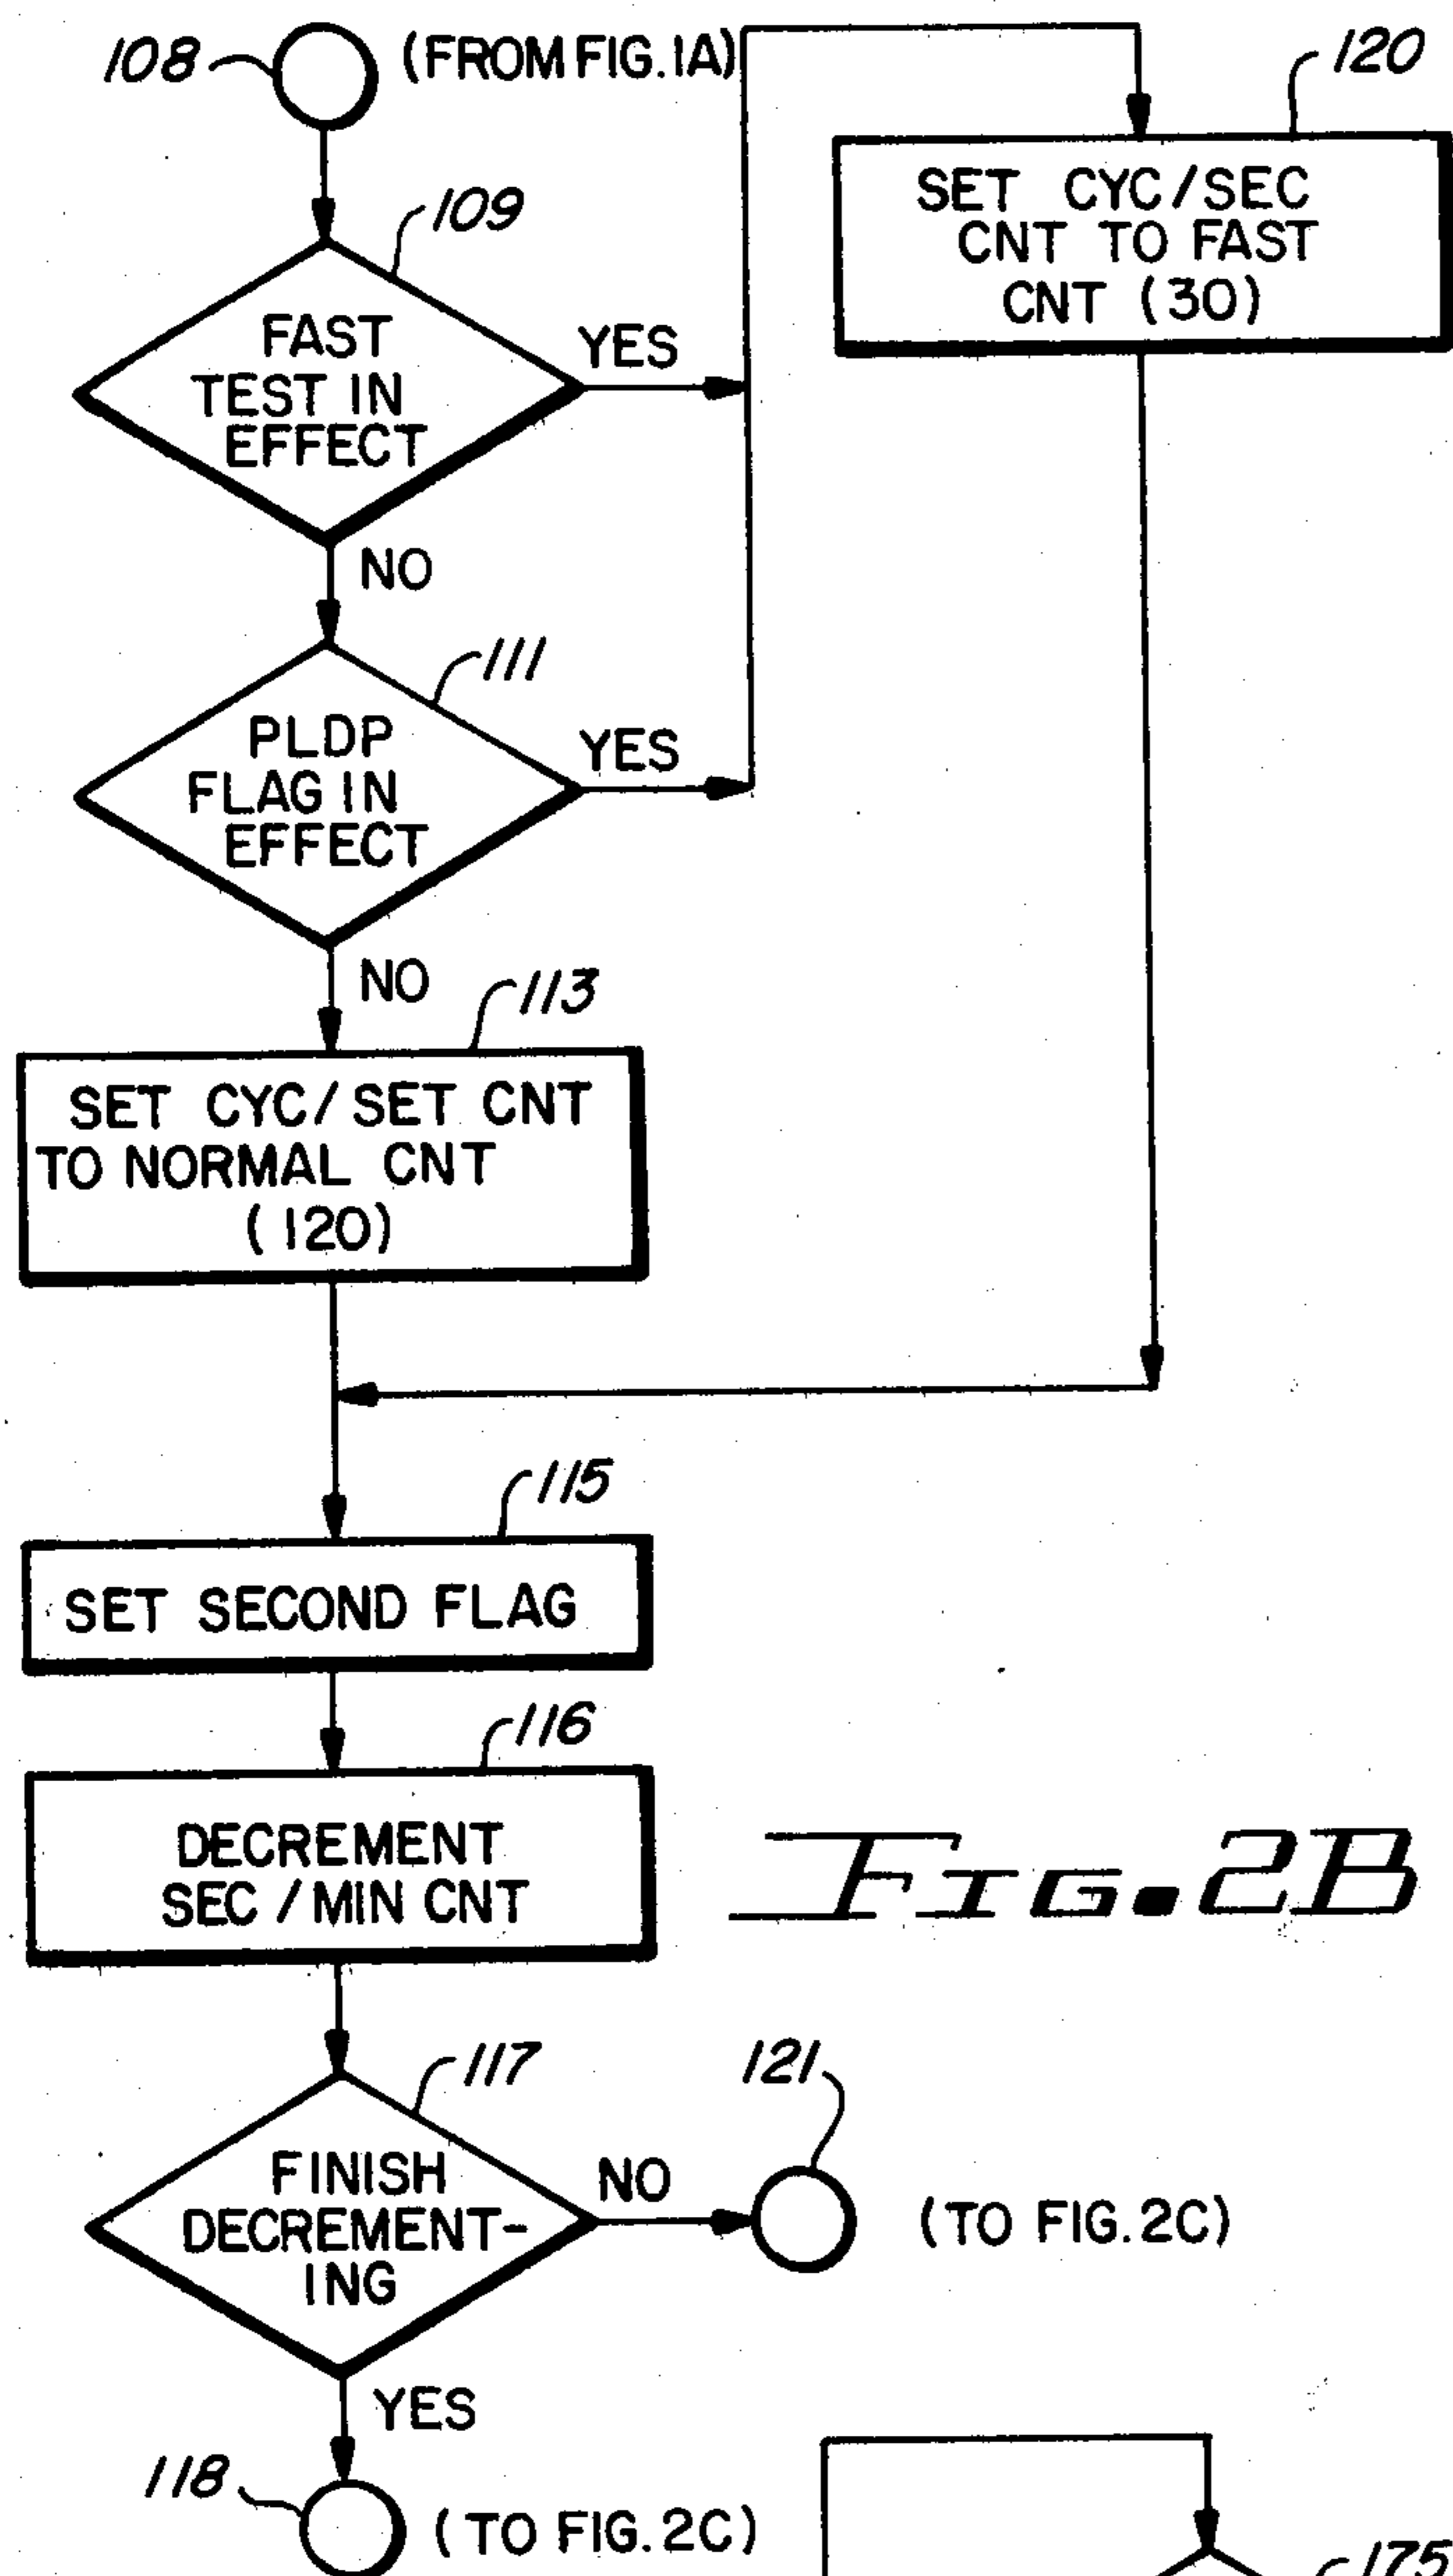 108
(FROM FIG. 1A)
120
SET CYC/SEC
CNT TO FAST
CNT (30)
109
FAST
TEST IN
EFFECT
YES
NO
111
PLDP
FLAG IN
EFFECT
YES
NO
113
SET CYC/SET CNT
TO NORMAL CNT
(120)
115
SET SECOND FLAG
116
DECREMENT
SEC/MIN CNT
FIG. 2B
117
121
FINISH
DECREMENT-
ING
NO
(TO FIG. 2C)
YES
118
(TO FIG. 2C)
175